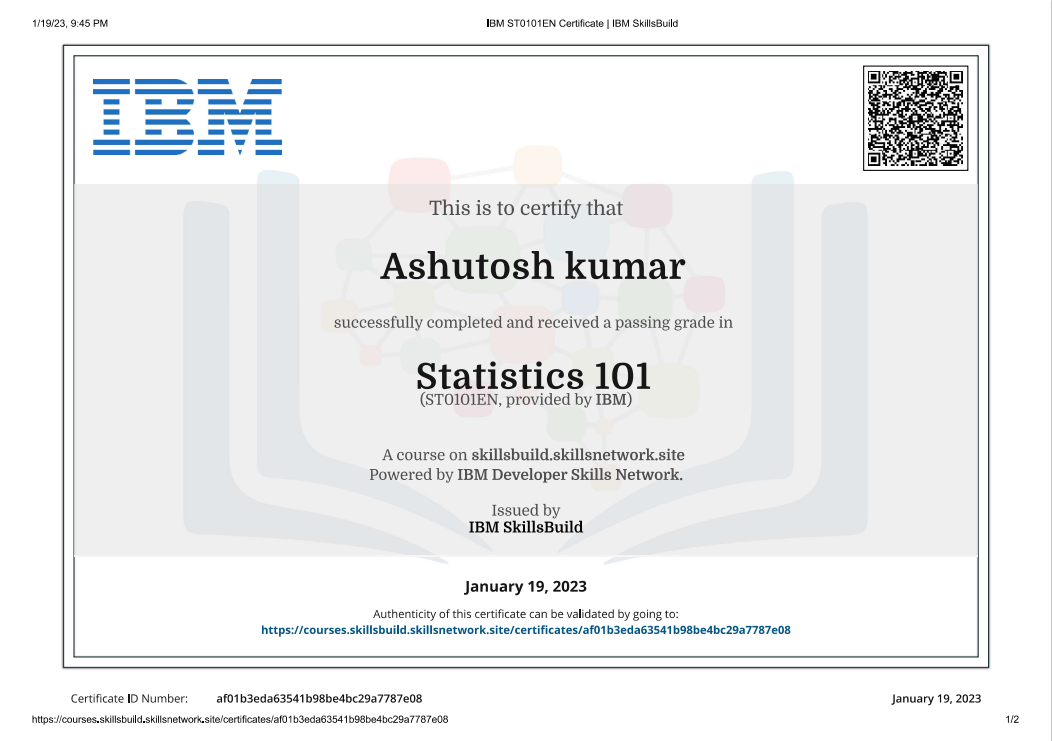 1/19/23, 9:45 PM IBM ST0101EN Certificate | IBM SkillsBuild
IBM
This is to certify that
Ashutosh kumar
successfully completed and received a passing grade in
Statistics 101
(ST0101EN, provided by IBM)
A course on skillsbuild.skillsnetwork.site
Powered by IBM Developer Skills Network.
Issued by
IBM SkillsBuild
January 19, 2023
Authenticity of this certificate can be validated by going to:
https://courses.skillsbuild.skillsnetwork.site/certificates/af01b3eda63541b98be4bc29a7787e08
Certificate ID Number: af01b3eda63541b98be4bc29a7787e08 January 19, 2023
https://courses.skillsbuild.skillsnetwork.site/certificates/af01b3eda63541b98be4bc29a7787e08 1/2